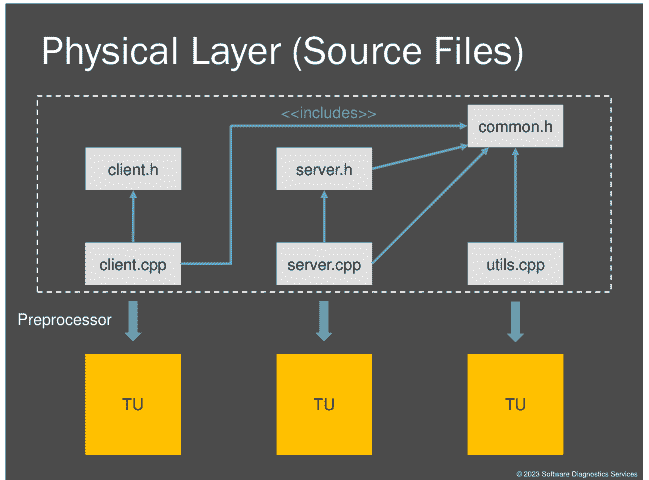 Physical Layer (Source Files)
<<includes>>
common.h
client.h
server.h
client.cpp
server.cpp
utils.cpp
Preprocessor
TU
TU
TU
© 2023 Software Diagnostics Services